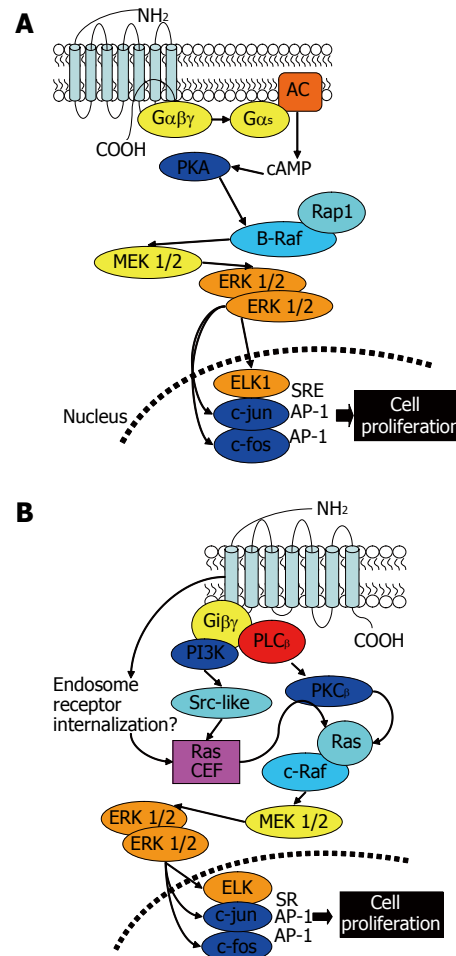 A
NH₂
AC
Gαβγ
Gαs
COOH
PKA
cAMP
Rap1
B-Raf
MEK 1/2
ERK 1/2
ERK 1/2
ELK1
SRE
Nucleus
c-jun
AP-1
Cell
proliferation
c-fos
AP-1
B
NH₂
Giβγ
COOH
PI3K
PLCᵦ
Endosome
receptor
internalization?
PKCᵦ
Src-like
Ras
Ras
CEF
c-Raf
ERK 1/2
MEK 1/2
ERK 1/2
ELK
SR
c-jun
AP-1
Cell
proliferation
c-fos
AP-1